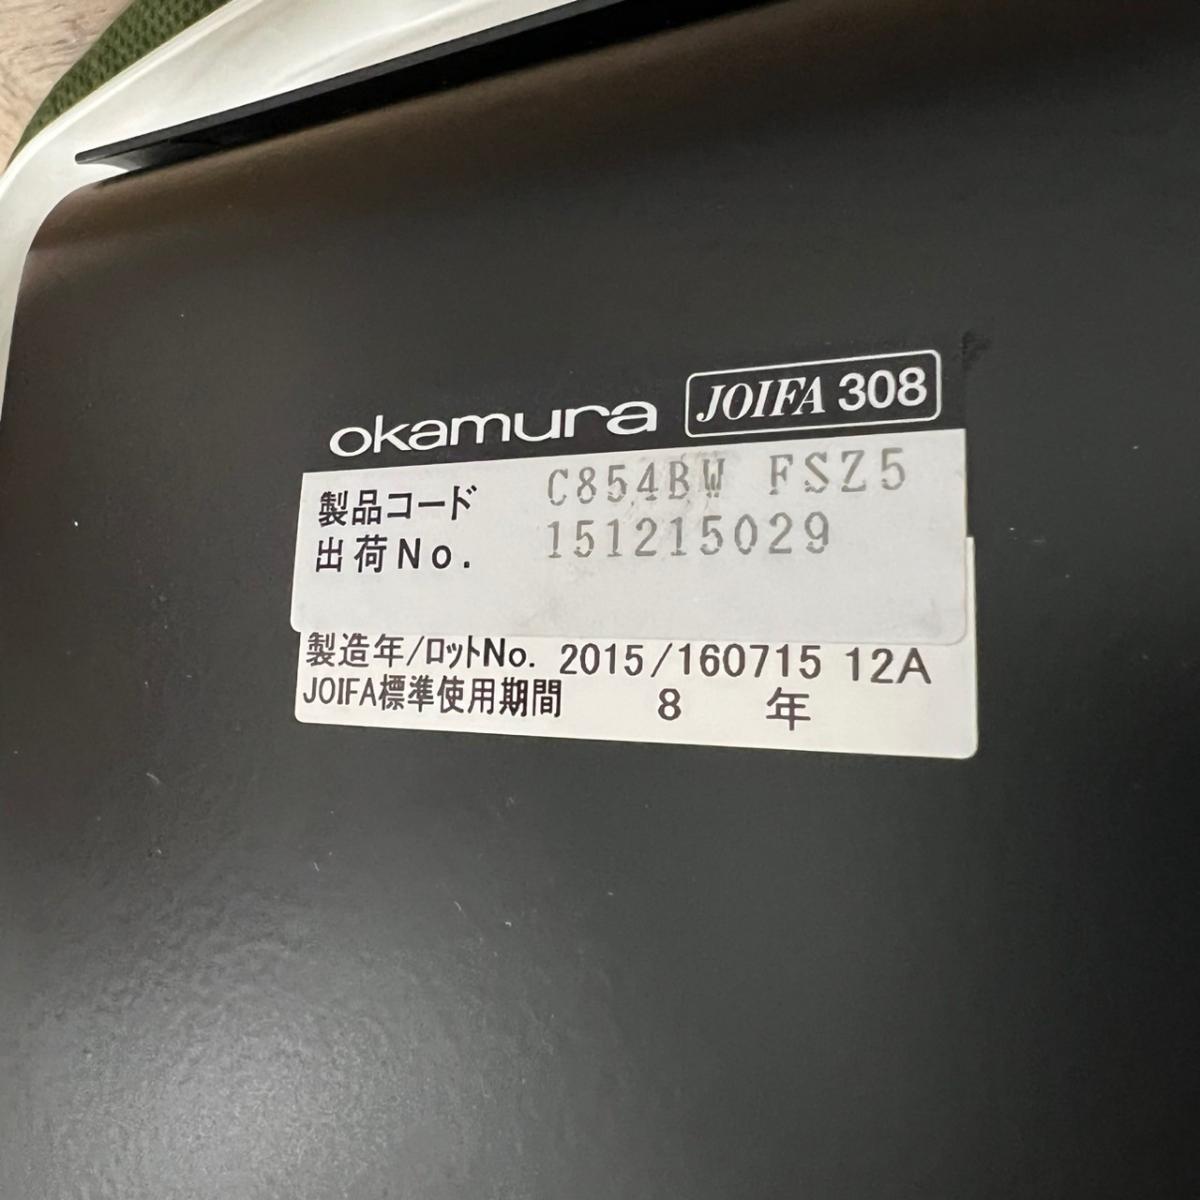 okamura JOIFA 308
製品コード C854BW FSZ5
出荷No. 151215029
製造年/ロットNo. 2015/160715 12A
JOIFA標準使用期間 8 年